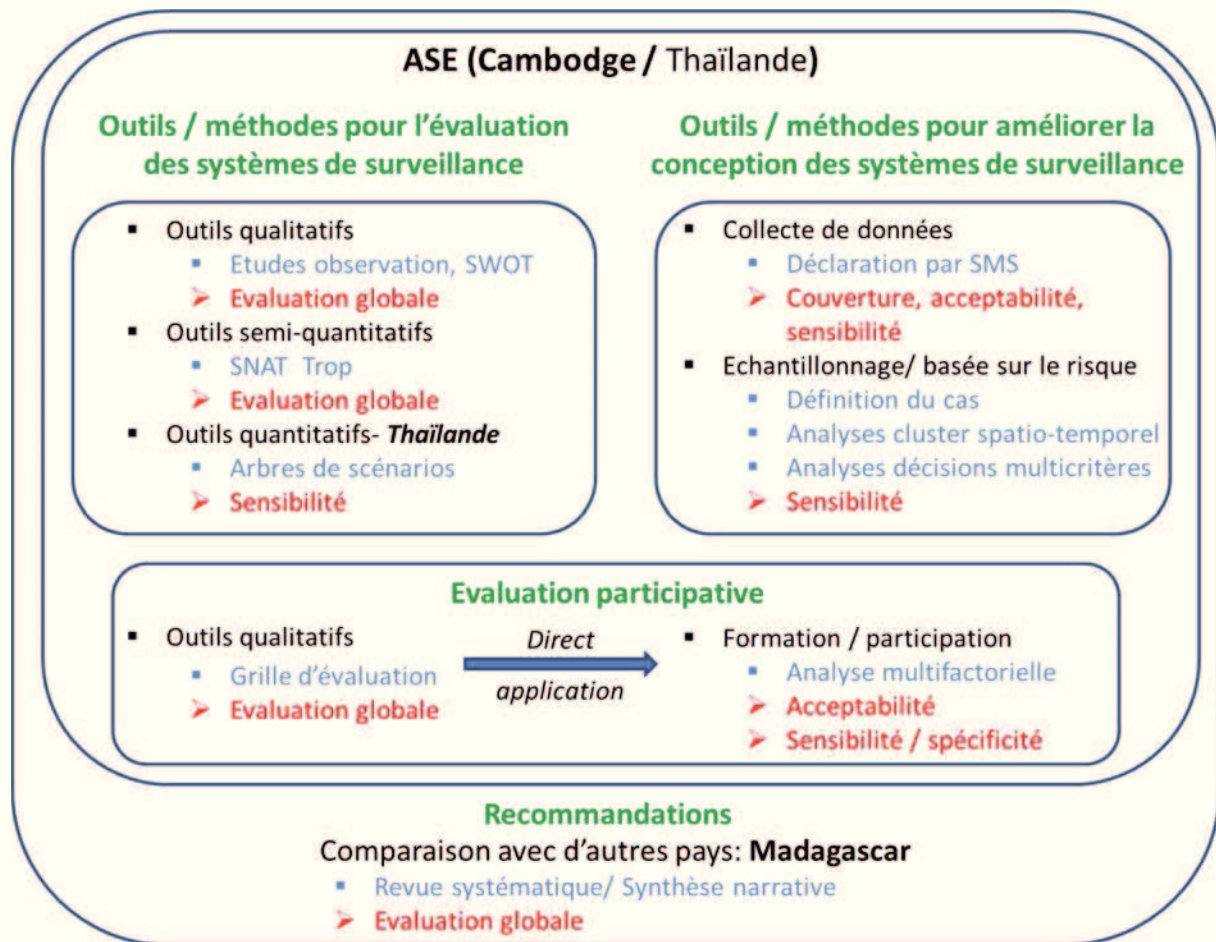 ASE (Cambodge / Thaïlande)
Outils / méthodes pour l'évaluation
des systèmes de surveillance
▪ Outils qualitatifs
▪ Etudes observation, SWOT
➢ Evaluation globale
▪ Outils semi-quantitatifs
▪ SNAT Trop
➢ Evaluation globale
▪ Outils quantitatifs- Thaïlande
▪ Arbres de scénarios
➢ Sensibilité
Outils / méthodes pour améliorer la
conception des systèmes de surveillance
▪ Collecte de données
▪ Déclaration par SMS
➢ Couverture, acceptabilité,
sensibilité
▪ Echantillonnage/ basée sur le risque
▪ Définition du cas
▪ Analyses cluster spatio-temporel
▪ Analyses décisions multicritères
➢ Sensibilité
Evaluation participative
▪ Outils qualitatifs
▪ Grille d'évaluation
➢ Evaluation globale
Direct
application
▪ Formation / participation
▪ Analyse multifactorielle
➢ Acceptabilité
➢ Sensibilité / spécificité
Recommandations
Comparaison avec d'autres pays: Madagascar
▪ Revue systématique/ Synthèse narrative
➢ Evaluation globale